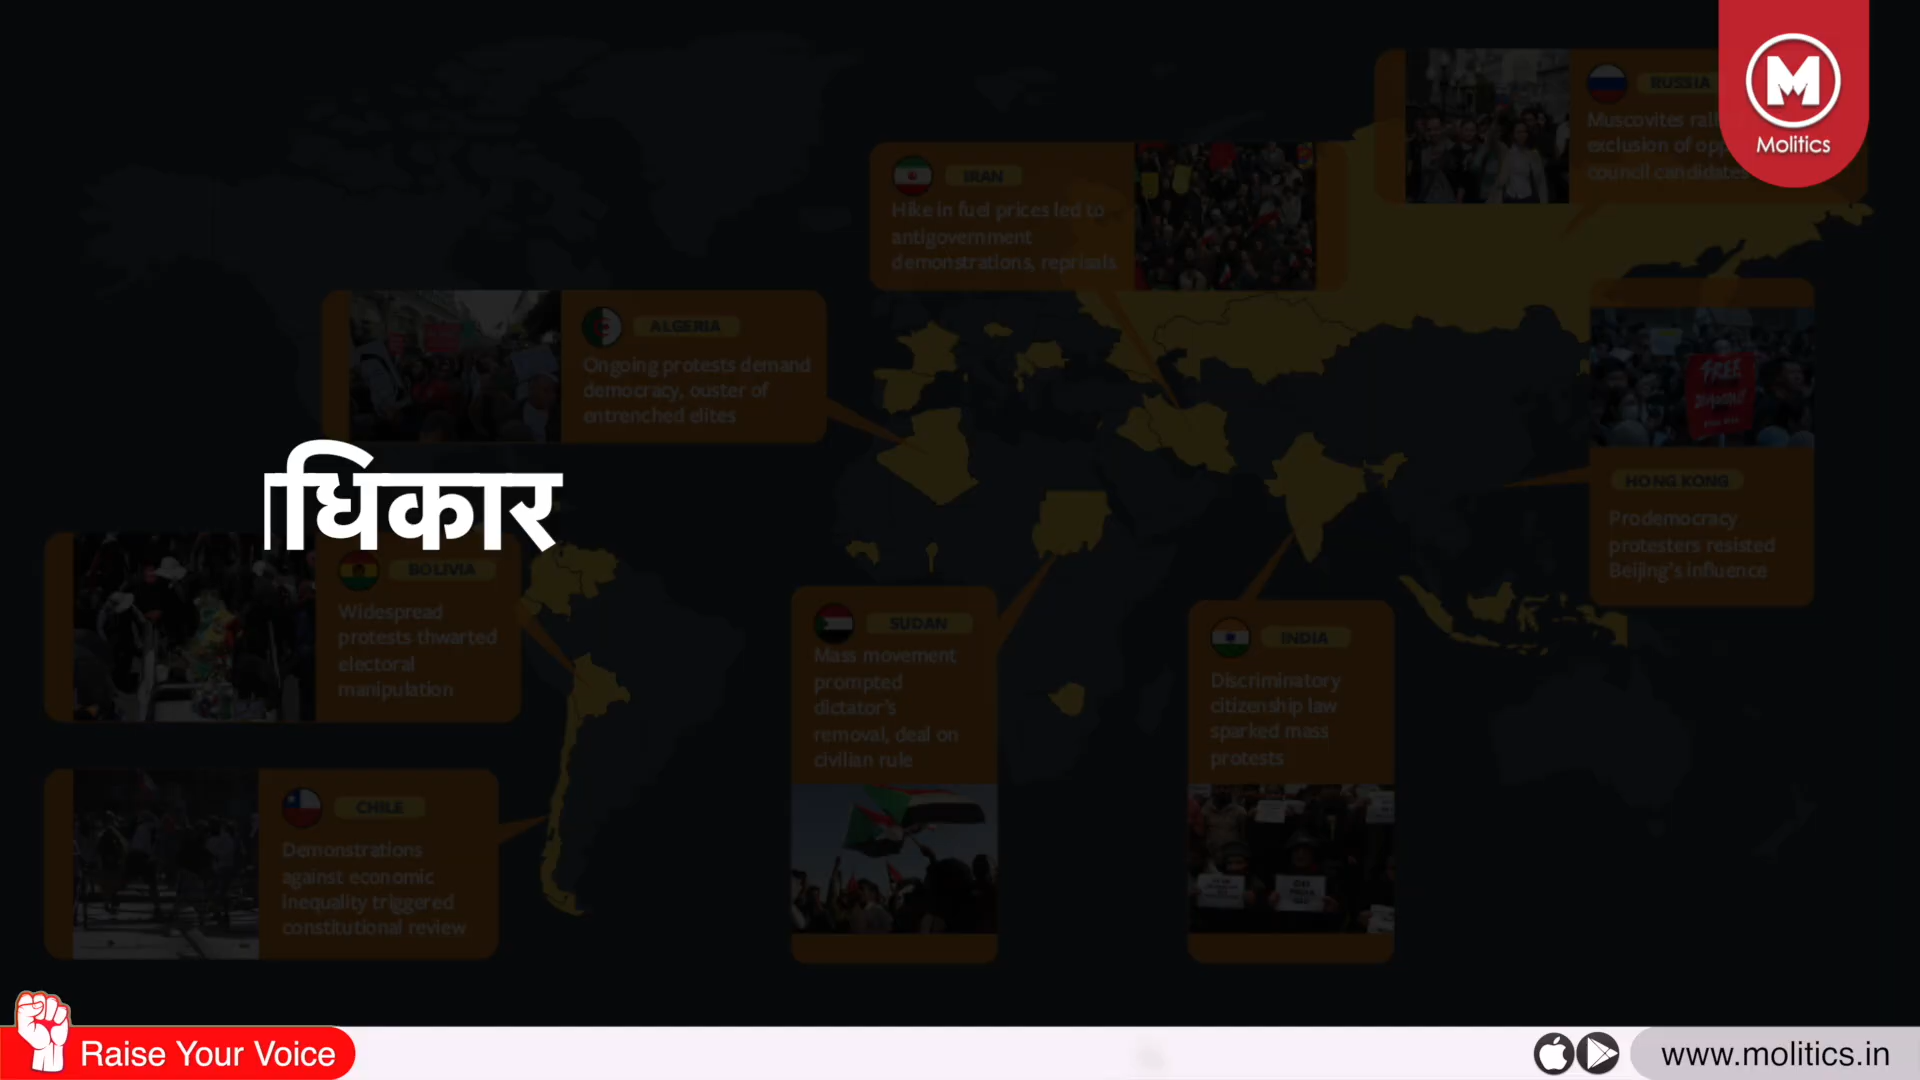 RUSSIA
Muscovites
exclusion of
council candidates
M
Molitics
IRAN
Hike in fuel prices led to
antigovernment
demonstrations, reprisals
ALGERIA
Ongoing protests demand
democracy, ouster of
entrenched elites
FREE
ाधिकार
HONG KONG
Prodemocracy
protesters resisted
Beijing's influence
BOLIVIA
Widespread
protests thwarted
electoral
manipulation
SUDAN
Mass movement
prompted
dictator's
removal, deal on
civilian rule
INDIA
Discriminatory
citizenship law
sparked mass
protests
CHILE
Demonstrations
against economic
inequality triggered
constitutional review
Raise Your Voice
www.molitics.in